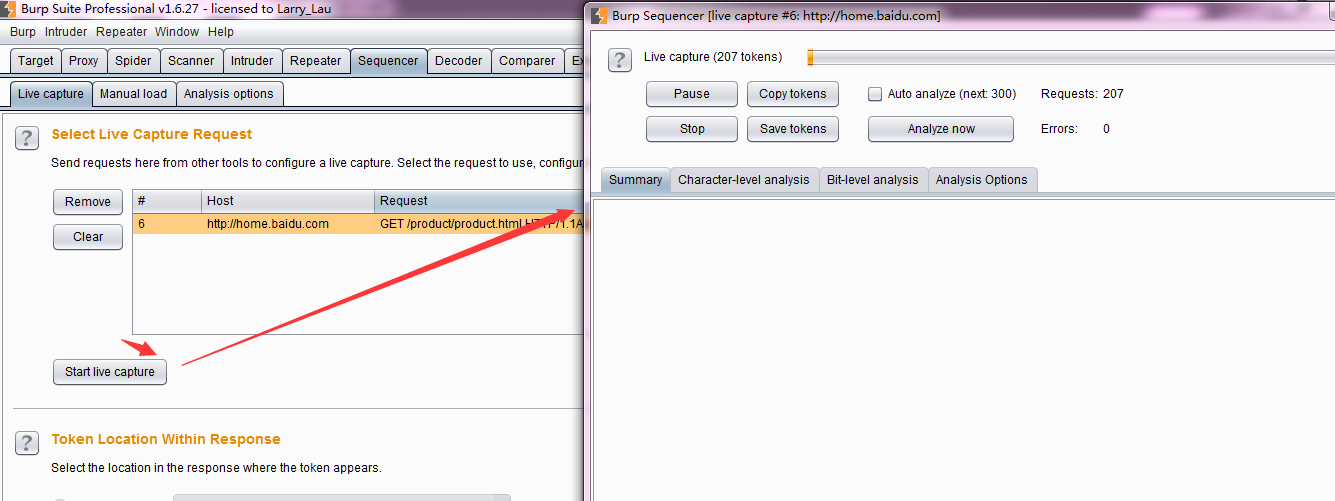 Burp Suite Professional v1.6.27 - licensed to Larry_Lau
Burp Intruder Repeater Window Help
Target Proxy Spider Scanner Intruder Repeater Sequencer Decoder Comparer
Live capture Manual load Analysis options
? Select Live Capture Request
Send requests here from other tools to configure a live capture. Select the request to use, configur
Remove
Clear
# Host Request
6 http://home.baidu.com GET /product/product.html HTTP/1.1
Start live capture
? Token Location Within Response
Select the location in the response where the token appears.
Burp Sequencer [live capture #6: http://home.baidu.com]
? Live capture (207 tokens)
Pause Copy tokens Auto analyze (next: 300) Requests: 207
Stop Save tokens Analyze now Errors: 0
Summary Character-level analysis Bit-level analysis Analysis Options